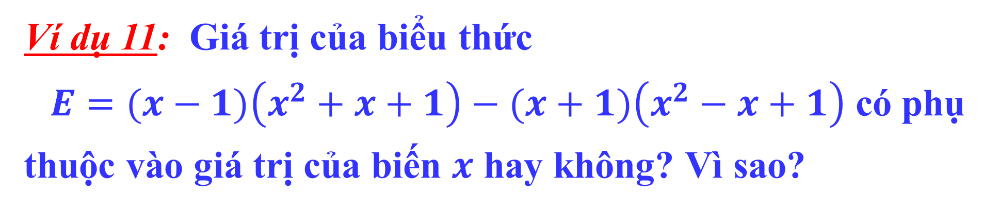 Ví dụ 11: Giá trị của biểu thức
E = (x − 1)(x² + x + 1) − (x + 1)(x² − x + 1) có phụ
thuộc vào giá trị của biến x hay không? Vì sao?